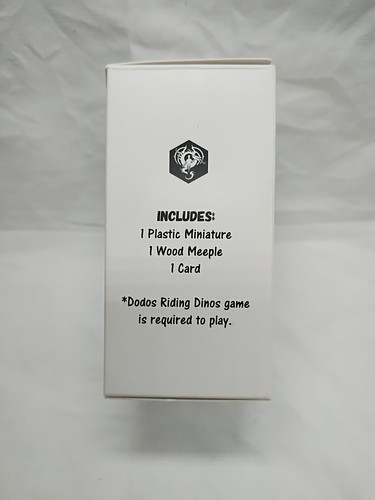 INCLUDES:
1 Plastic Miniature
1 Wood Meeple
1 Card
*Dodos Riding Dinos game
is required to play.